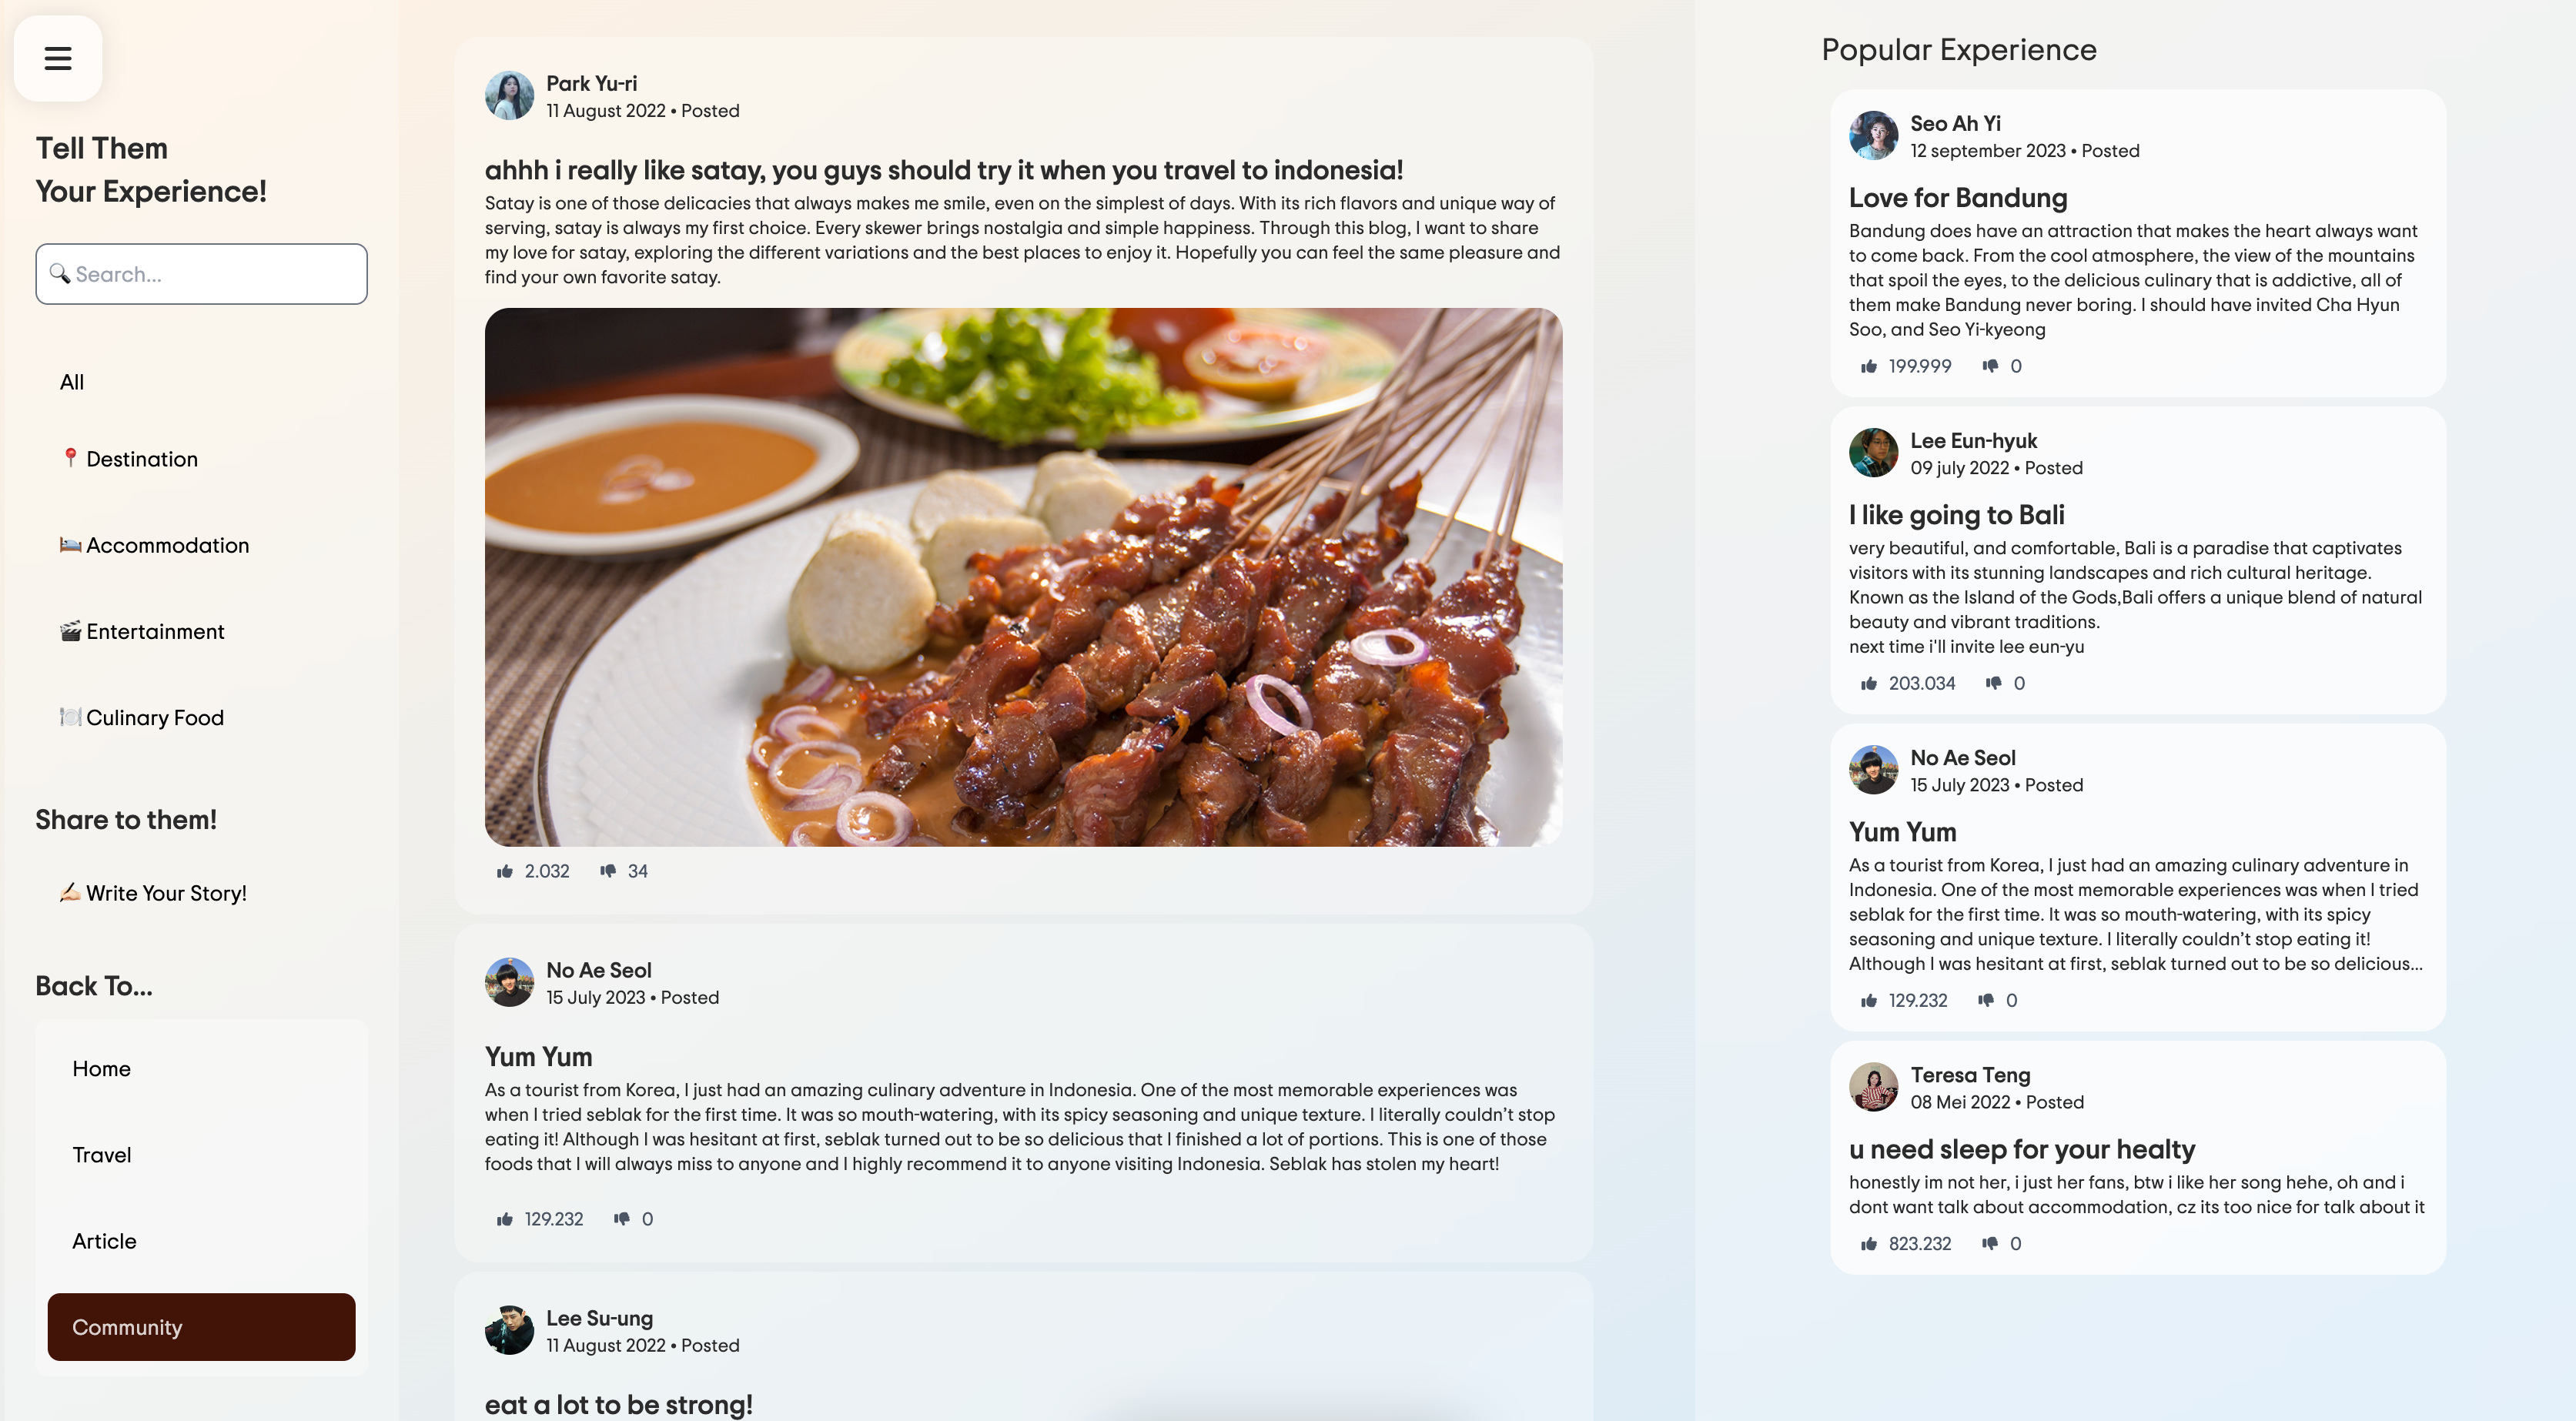 Tell Them
Your Experience!
Search...
All
Destination
Accommodation
Entertainment
Culinary Food
Share to them!
Write Your Story!
Back To...
Home
Travel
Article
Community
Park Yu-ri
11 August 2022 • Posted
ahhh i really like satay, you guys should try it when you travel to indonesia!
Satay is one of those delicacies that always makes me smile, even on the simplest of days. With its rich flavors and unique way of
serving, satay is always my first choice. Every skewer brings nostalgia and simple happiness. Through this blog, I want to share
my love for satay, exploring the different variations and the best places to enjoy it. Hopefully you can feel the same pleasure and
find your own favorite satay.
2.032 34
No Ae Seol
15 July 2023 • Posted
Yum Yum
As a tourist from Korea, I just had an amazing culinary adventure in Indonesia. One of the most memorable experiences was
when I tried seblak for the first time. It was so mouth-watering, with its spicy seasoning and unique texture. I literally couldn't stop
eating it! Although I was hesitant at first, seblak turned out to be so delicious that I finished a lot of portions. This is one of those
foods that I will always miss to anyone and I highly recommend it to anyone visiting Indonesia. Seblak has stolen my heart!
129.232 0
Lee Su-ung
11 August 2022 • Posted
eat a lot to be strong!
Popular Experience
Seo Ah Yi
12 september 2023 • Posted
Love for Bandung
Bandung does have an attraction that makes the heart always want
to come back. From the cool atmosphere, the view of the mountains
that spoil the eyes, to the delicious culinary that is addictive, all of
them make Bandung never boring. I should have invited Cha Hyun
Soo, and Seo Yi-kyeong
199.999 0
Lee Eun-hyuk
09 july 2022 • Posted
I like going to Bali
very beautiful, and comfortable, Bali is a paradise that captivates
visitors with its stunning landscapes and rich cultural heritage.
Known as the Island of the Gods,Bali offers a unique blend of natural
beauty and vibrant traditions.
next time i'll invite lee eun-yu
203.034 0
No Ae Seol
15 July 2023 • Posted
Yum Yum
As a tourist from Korea, I just had an amazing culinary adventure in
Indonesia. One of the most memorable experiences was when I tried
seblak for the first time. It was so mouth-watering, with its spicy
seasoning and unique texture. I literally couldn't stop eating it!
Although I was hesitant at first, seblak turned out to be so delicious...
129.232 0
Teresa Teng
08 Mei 2022 • Posted
u need sleep for your healty
honestly im not her, i just her fans, btw i like her song hehe, oh and i
dont want talk about accommodation, cz its too nice for talk about it
823.232 0